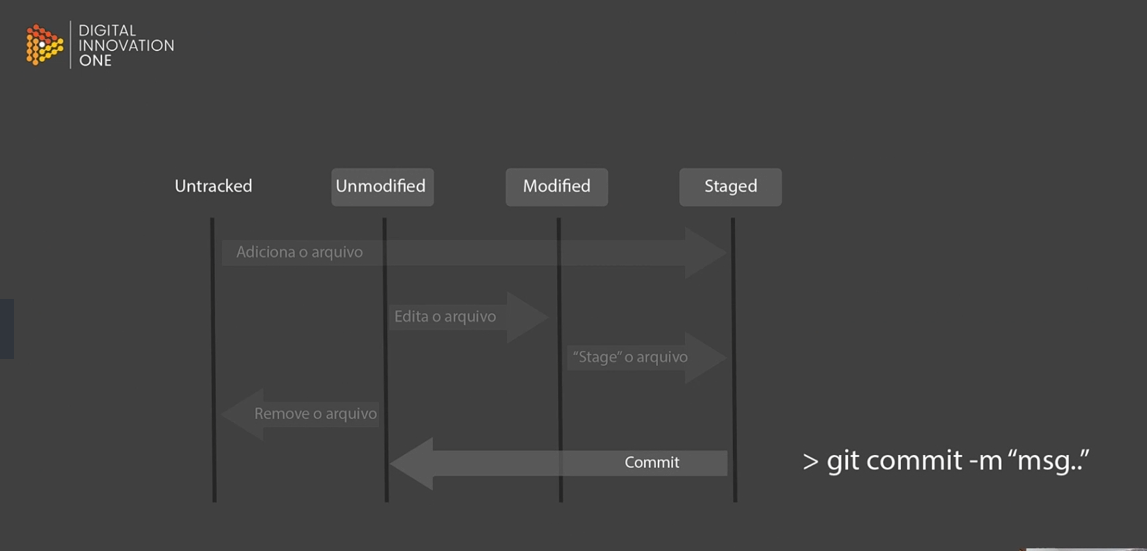 DIGITAL
INNOVATION
ONE
Untracked
Unmodified
Modified
Staged
Adiciona o arquivo
Edita o arquivo
“Stage” o arquivo
Remove o arquivo
Commit
> git commit -m “msg..”